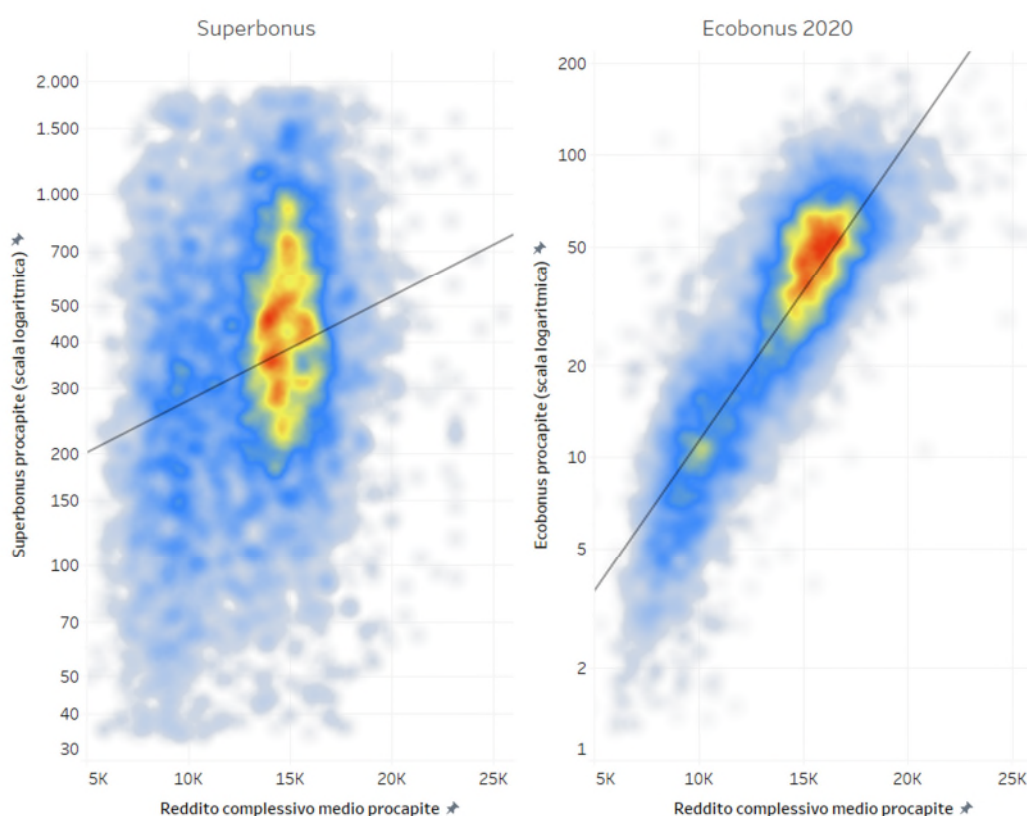 Superbonus
2.000
1.500
1.000
700
500
400
300
200
150
100
70
50
40
30
Superbonus procapite (scala logaritmica)
5K 10K 15K 20K 25K
Reddito complessivo medio procapite
Ecobonus 2020
200
100
50
20
10
5
2
1
Ecobonus procapite (scala logaritmica)
5K 10K 15K 20K 25K
Reddito complessivo medio procapite